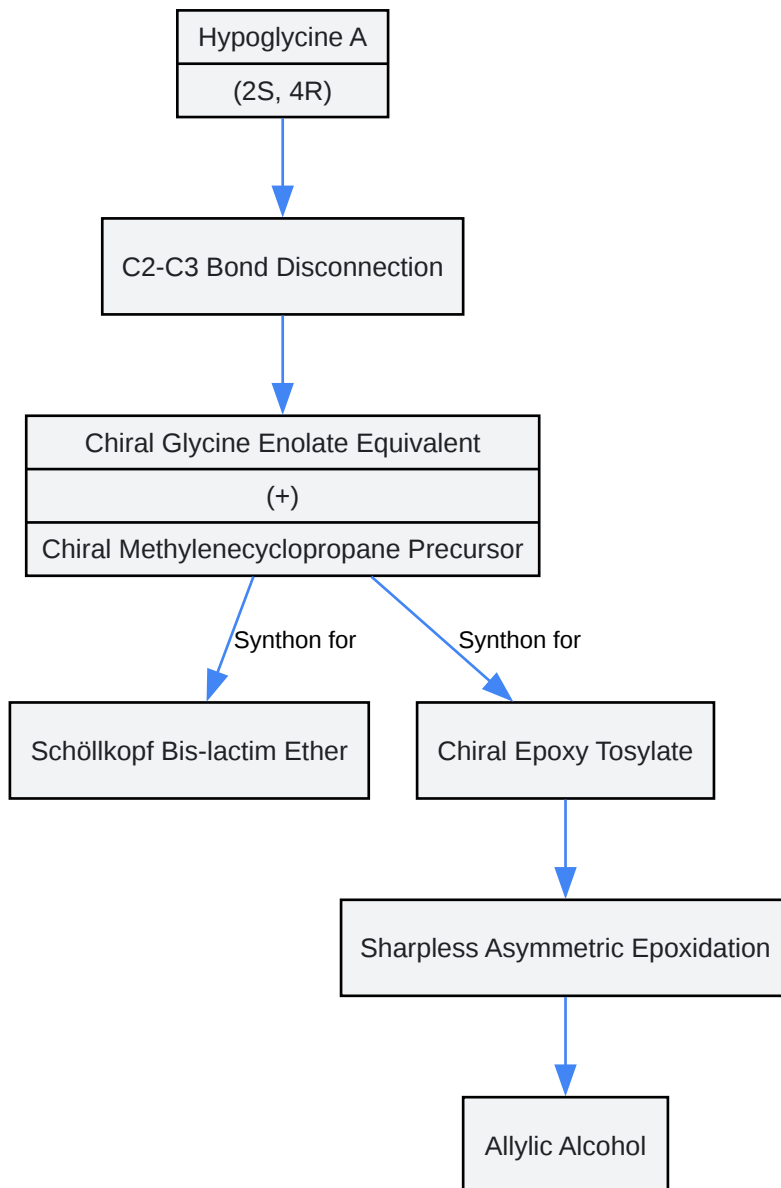 Hypoglycine A
(2S, 4R)
C2-C3 Bond Disconnection
Chiral Glycine Enolate Equivalent
(+)
Chiral Methylenecyclopropane Precursor
Synthon for
Synthon for
Schöllkopf Bis-lactim Ether
Chiral Epoxy Tosylate
Sharpless Asymmetric Epoxidation
Allylic Alcohol